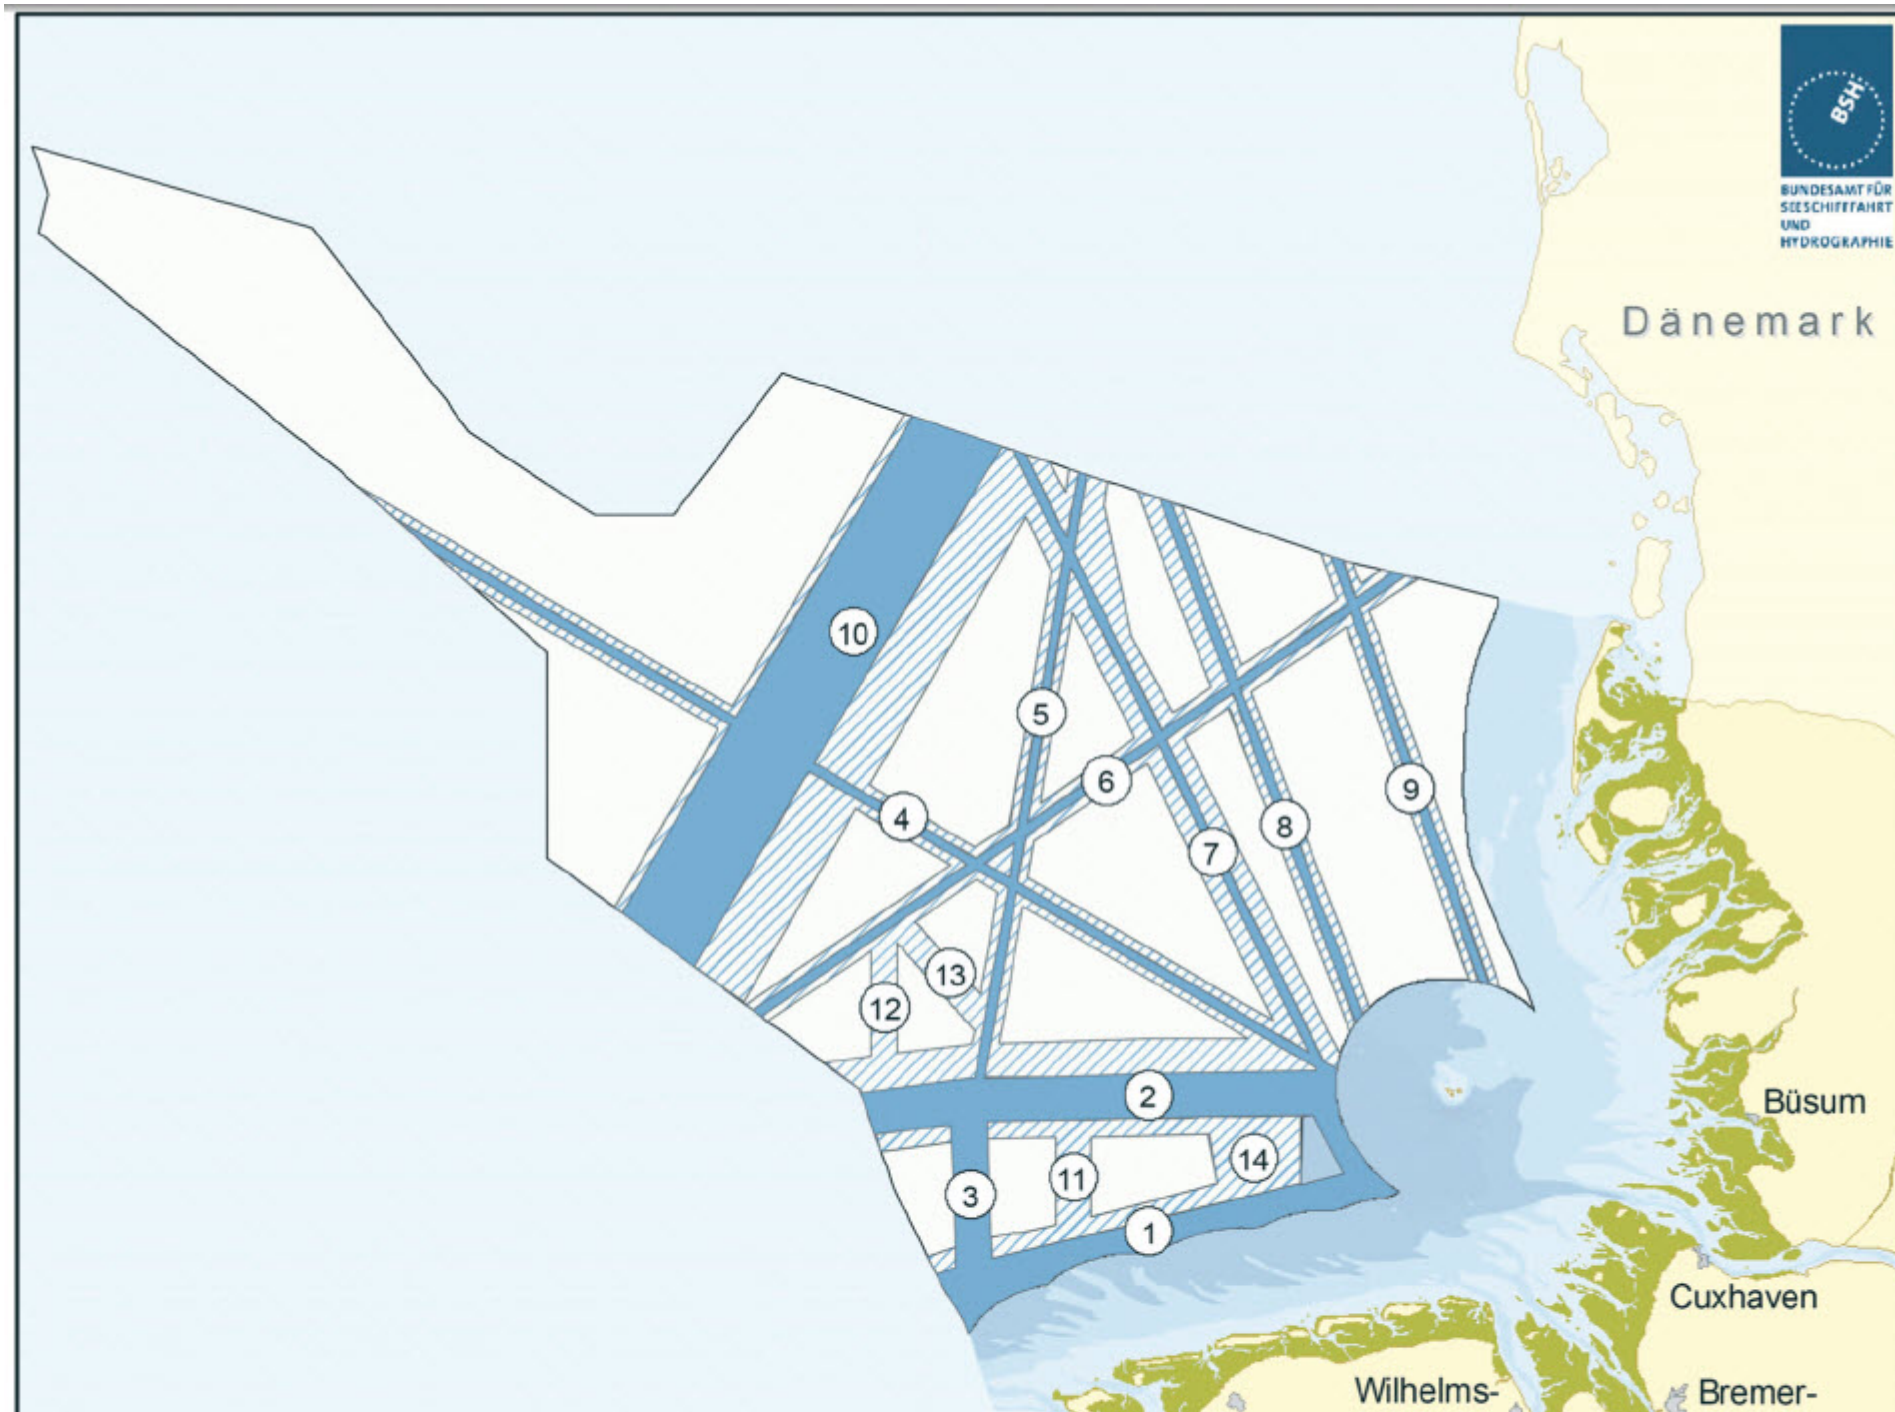 BSH
BUNDESAMT FÜR
SEESCHIFFFAHRT
UND
HYDROGRAPHIE
Dänemark
10
5
6
4
9
8
7
13
12
2
Büsum
14
11
3
1
Cuxhaven
Wilhelms-
Bremer-